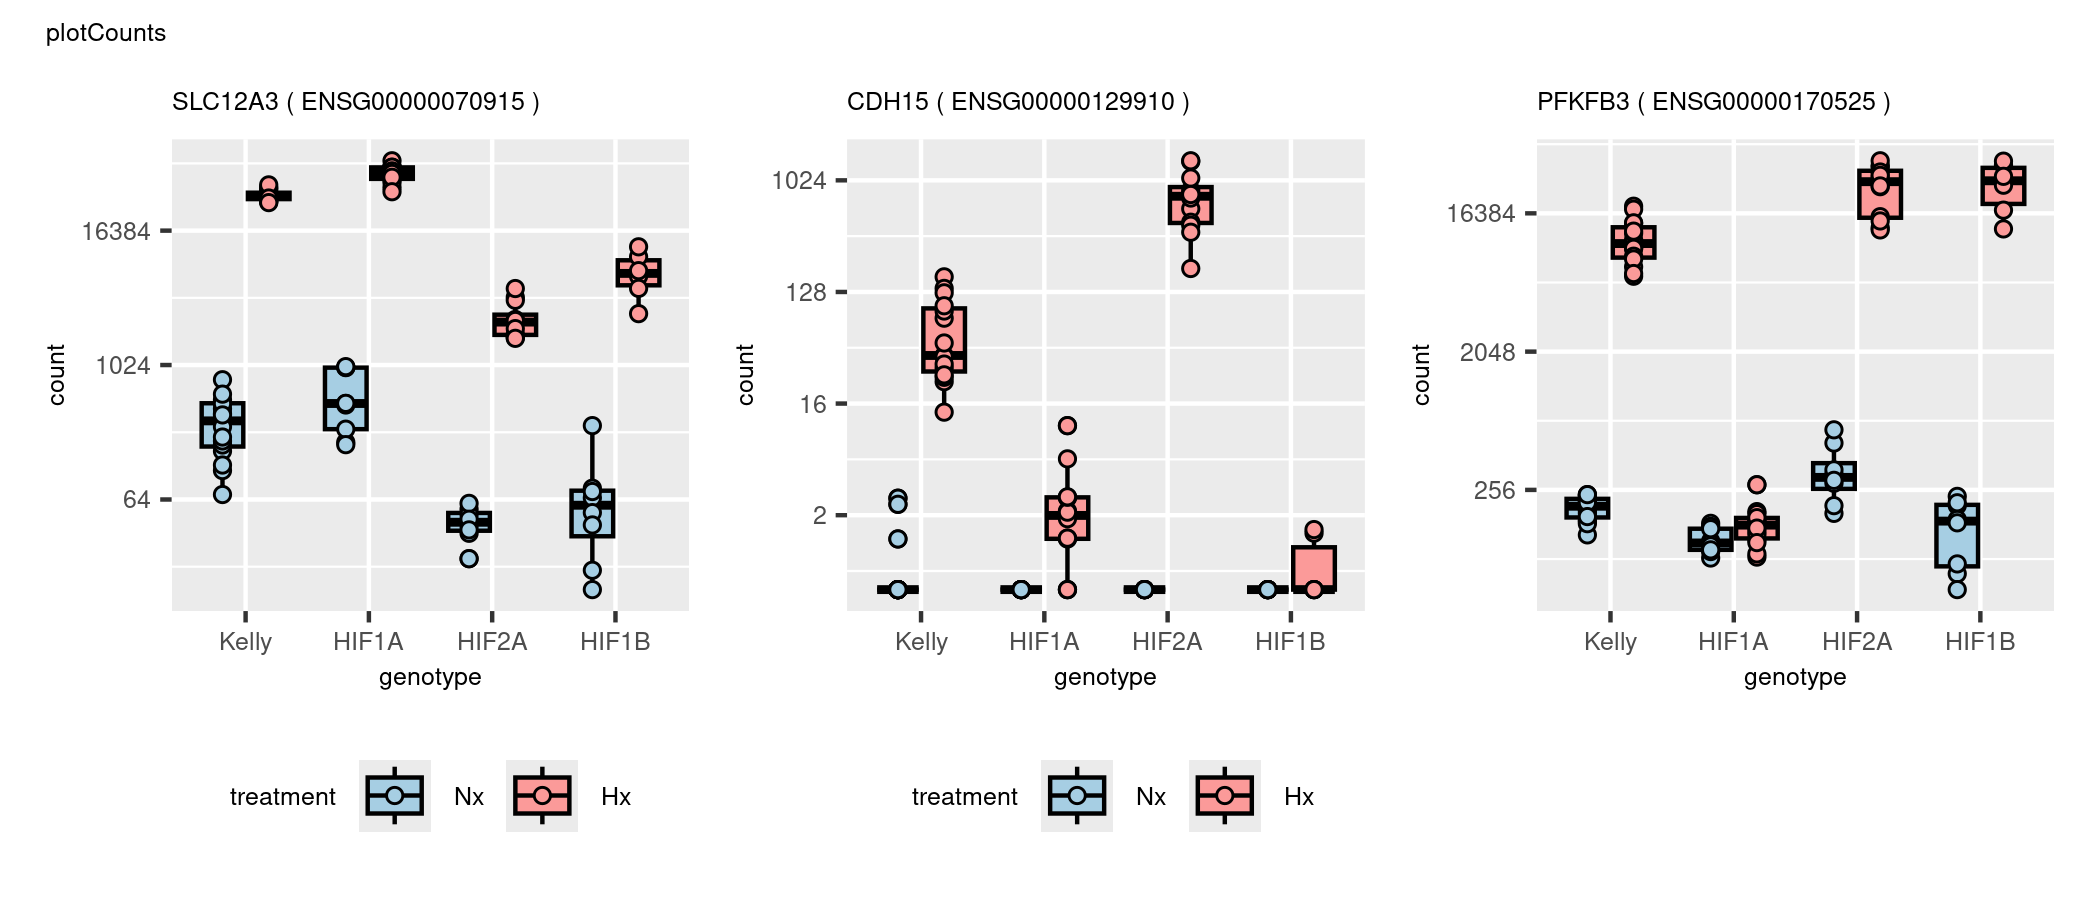 plotCounts
SLC12A3 ( ENSG00000070915 )
count
16384
1024
64
Kelly HIF1A HIF2A HIF1B
genotype
treatment Nx Hx
CDH15 ( ENSG00000129910 )
count
1024
128
16
2
Kelly HIF1A HIF2A HIF1B
genotype
treatment Nx Hx
PFKFB3 ( ENSG00000170525 )
count
16384
2048
256
Kelly HIF1A HIF2A HIF1B
genotype